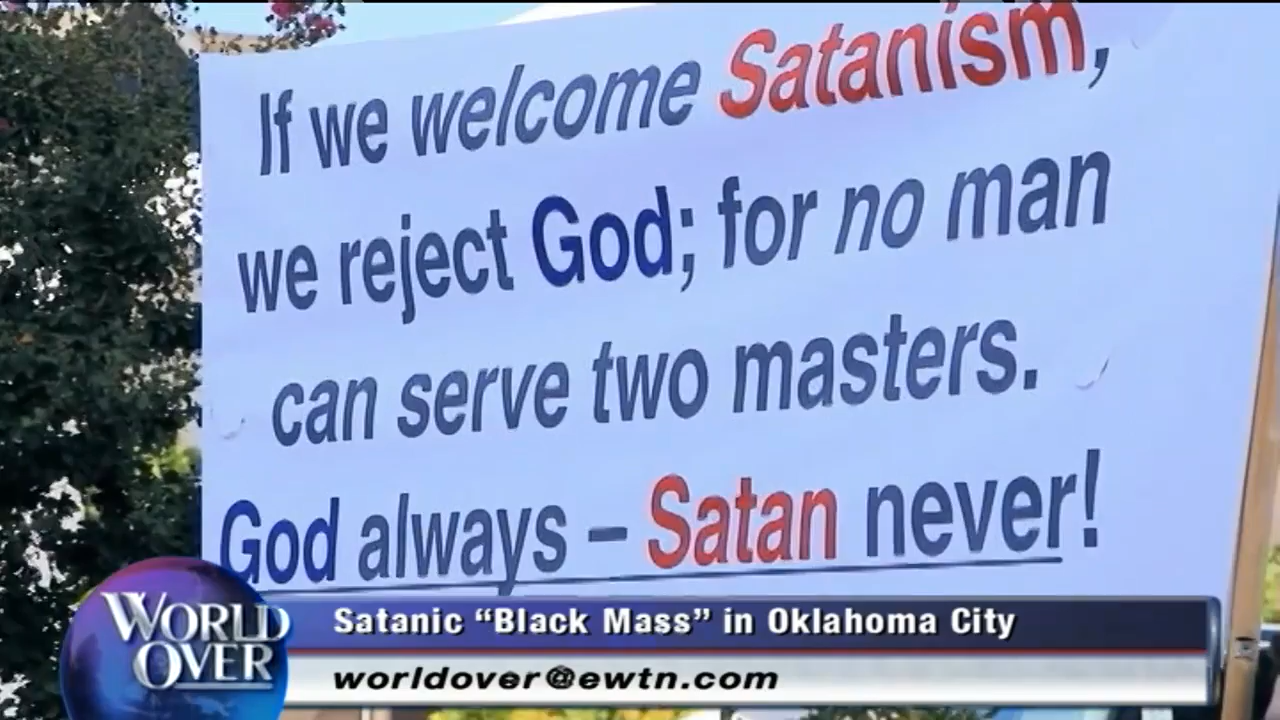 If we welcome Satanism,
we reject God; for no man
can serve two masters.
God always – Satan never!
WORLD
OVER
Satanic “Black Mass” in Oklahoma City
worldover@ewtn.com